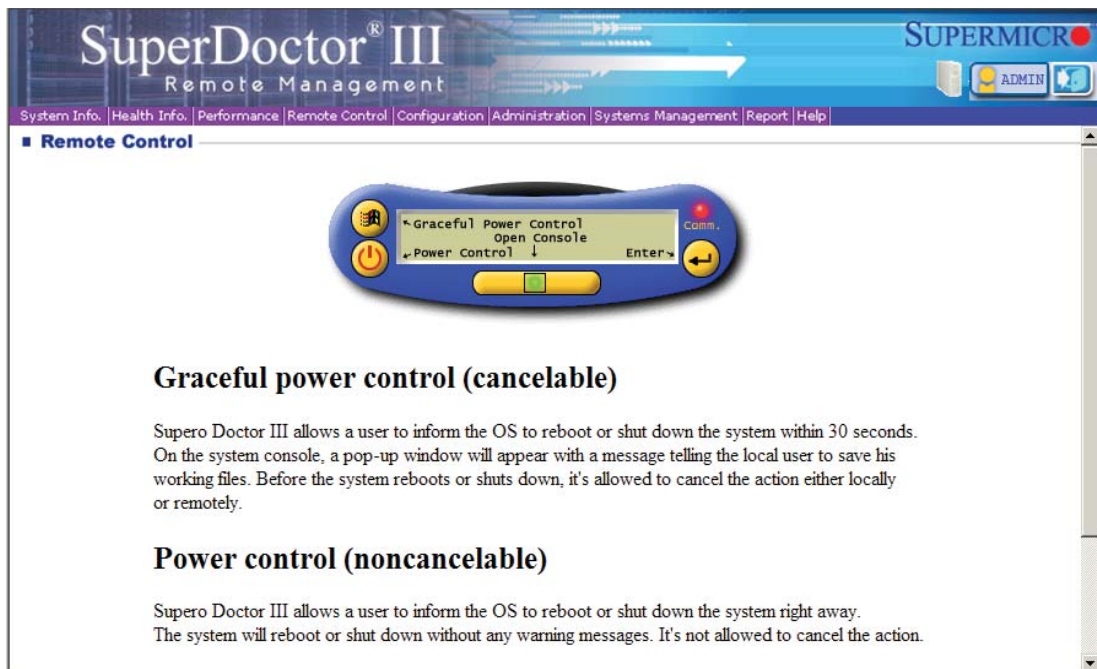 SuperDoctor® III
Remote Management
SUPERMICR
ADMIN
System Info. Health Info. Performance Remote Control Configuration Administration Systems Management Report Help
Remote Control
Graceful Power Control
Open Console
Power Control ↓ Enter
Comm.
Graceful power control (cancelable)
Supero Doctor III allows a user to inform the OS to reboot or shut down the system within 30 seconds.
On the system console, a pop-up window will appear with a message telling the local user to save his
working files. Before the system reboots or shuts down, it's allowed to cancel the action either locally
or remotely.
Power control (noncancelable)
Supero Doctor III allows a user to inform the OS to reboot or shut down the system right away.
The system will reboot or shut down without any warning messages. It's not allowed to cancel the action.